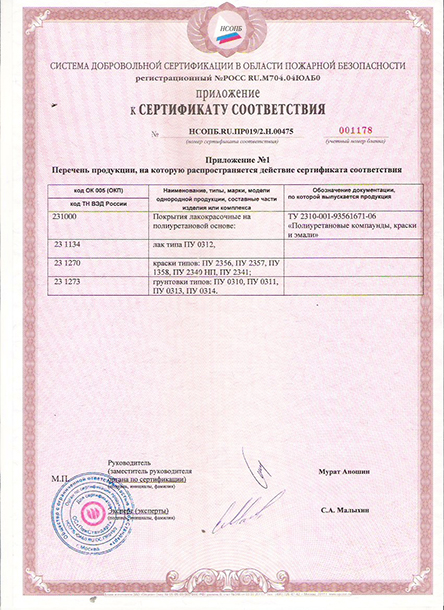 НСОПБ
СИСТЕМА ДОБРОВОЛЬНОЙ СЕРТИФИКАЦИИ В ОБЛАСТИ ПОЖАРНОЙ БЕЗОПАСНОСТИ
регистрационный №РОСС RU.М704.04ЮАБ0
приложение
к СЕРТИФИКАТУ СООТВЕТСТВИЯ
№ НСОПБ.RU.ПР019/2.Н.00475 001178
(номер сертификата соответствия) (учетный номер бланка)
Приложение №1
Перечень продукции, на которую распространяется действие сертификата соответствия
код ОК 005 (ОКП)
код ТН ВЭД России
Наименование, типы, марки, модели
однородной продукции, составные части
изделия или комплекса
Обозначение документации,
по которой выпускается продукция
231000 Покрытия лакокрасочные на ТУ 2310-001-93561671-06
полиуретановой основе: «Полиуретановые компаунды, краски
и эмали»
23 1134 лак типа ПУ 0312,
23 1270 краски типов: ПУ 2356, ПУ 2357, ПУ
1358, ПУ 2349 НП, ПУ 2341;
23 1273 грунтовки типов: ПУ 0310, ПУ 0311,
ПУ 0313, ПУ 0314.
Руководитель
(заместитель руководителя
органа по сертификации) Мурат Аношин
М.П. (подпись, инициалы, фамилия)
Эксперт (эксперты) С.А. Малыхин
(подпись, инициалы, фамилия)
г. Москва